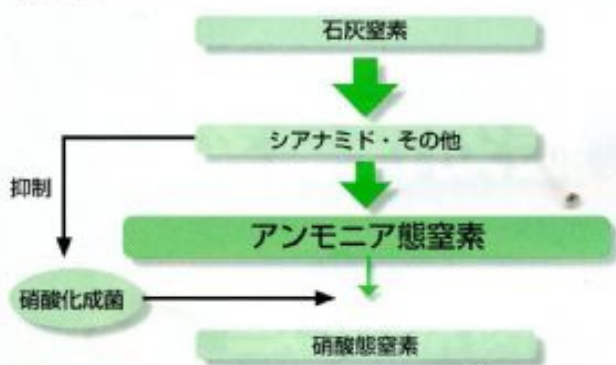 石灰窒素
シアナミド・その他
抑制
アンモニア態窒素
硝酸化成菌
硝酸態窒素